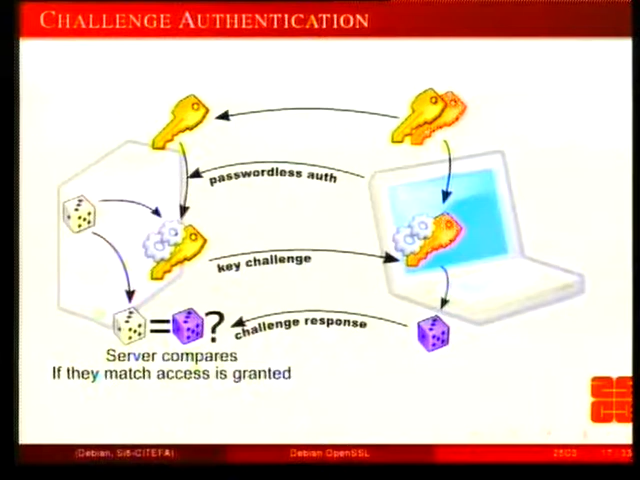 CHALLENGE AUTHENTICATION
passwordless auth
key challenge
= ?
challenge response
Server compares
If they match access is granted
(Debian, Si6-CITEFA)
Debian OpenSSL
25C3